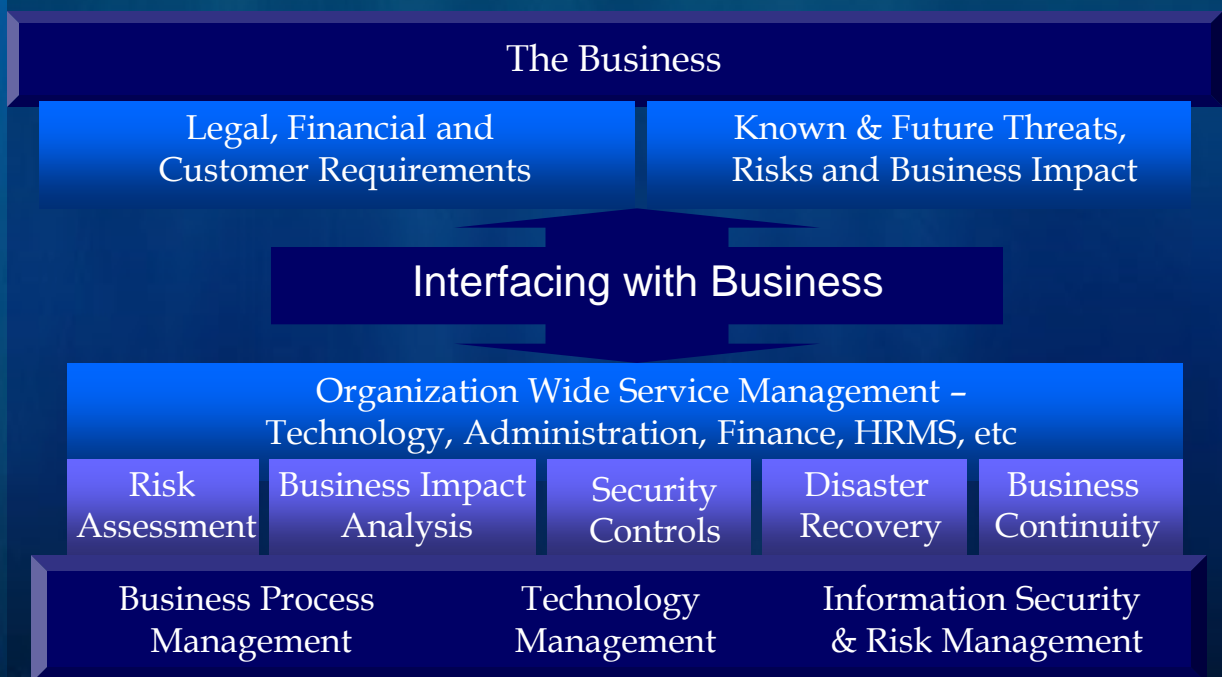 The Business
Legal, Financial and
Customer Requirements
Known & Future Threats,
Risks and Business Impact
Interfacing with Business
Organization Wide Service Management –
Technology, Administration, Finance, HRMS, etc
Risk
Assessment
Business Impact
Analysis
Security
Controls
Disaster
Recovery
Business
Continuity
Business Process
Management
Technology
Management
Information Security
& Risk Management